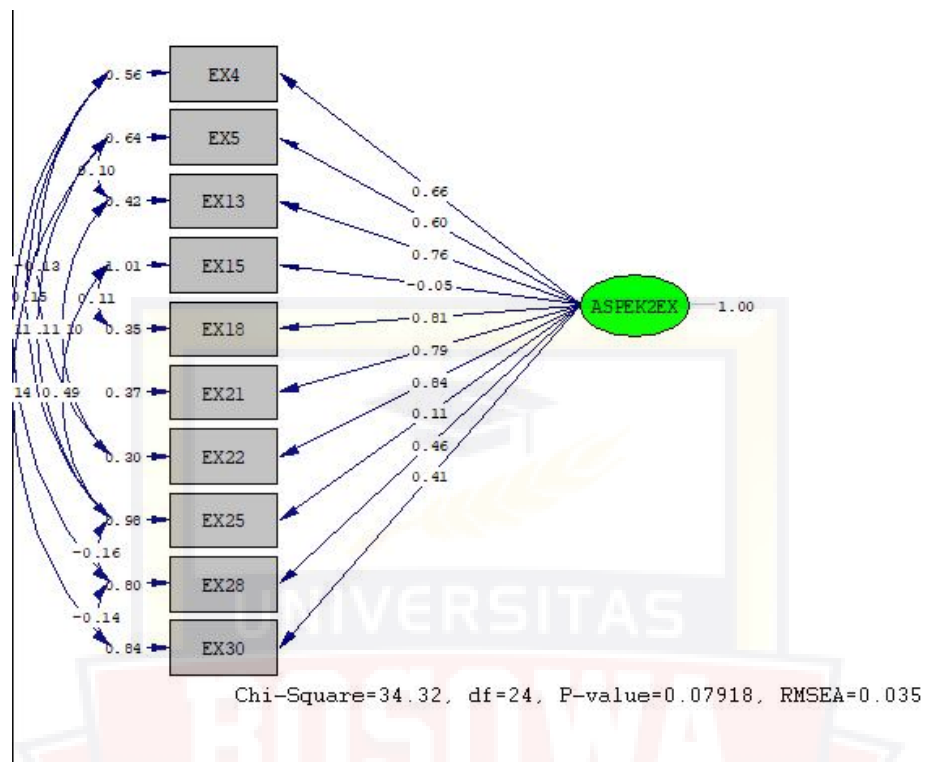 0.56 EX4
0.64 EX5
0.10
0.42 EX13
0.66
0.60
0.76
-0.13 1.01 EX15 -0.05
0.15 0.11
ASPEK2EX 1.00
.11 .10 0.35 EX18 0.81
0.79
14 0.49 0.37 EX21 0.84
0.11
0.30 EX22 0.46
0.41
EX25
-0.16
0.80 EX28
-0.14
0.84 EX30
UNIVERSITAS
BOSOWA
Chi-Square=34.32, df=24, P-value=0.07918, RMSEA=0.035